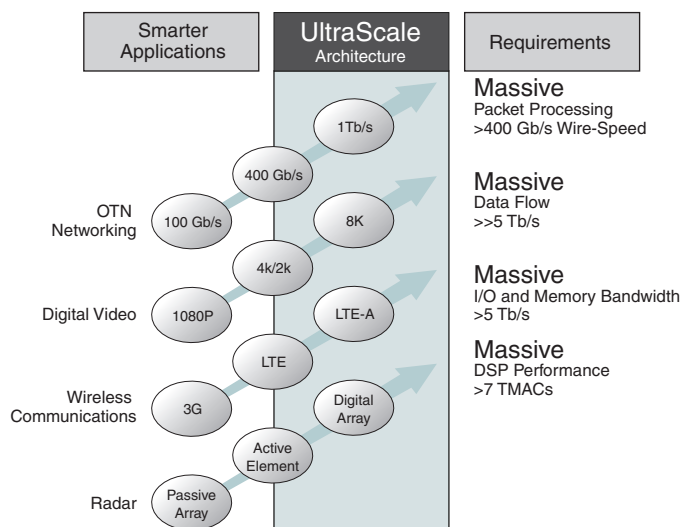 Smarter
Applications
UltraScale
Architecture
Requirements
Massive
Packet Processing
>400 Gb/s Wire-Speed
1Tb/s
400 Gb/s
100 Gb/s
OTN
Networking
Massive
Data Flow
>>5 Tb/s
8K
4k/2k
1080P
Digital Video
Massive
I/O and Memory Bandwidth
>5 Tb/s
LTE-A
LTE
3G
Wireless
Communications
Massive
DSP Performance
>7 TMACs
Digital
Array
Active
Element
Passive
Array
Radar